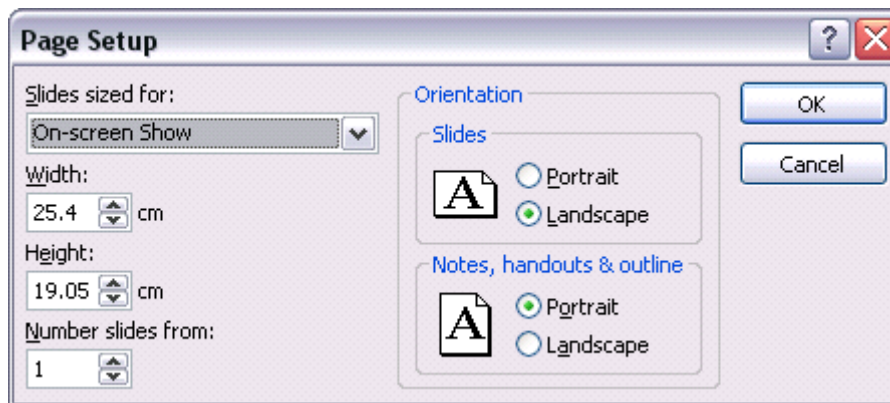 Page Setup
Slides sized for:
On-screen Show
Width:
25.4 cm
Height:
19.05 cm
Number slides from:
1
Orientation
Slides
A
Portrait
Landscape
Notes, handouts & outline
A
Portrait
Landscape
OK
Cancel